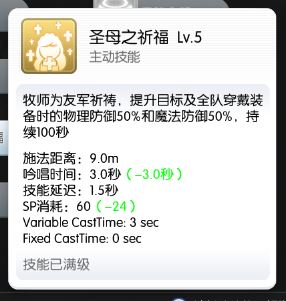 圣母之祈福 Lv.5
主动技能
牧师为友军祈祷，提升目标及全队穿戴装
备时的物理防御50%和魔法防御50%，持
续100秒
施法距离：9.0m
吟唱时间：3.0秒（-3.0秒）
技能延迟：1.5秒
SP消耗：60（-24）
Variable CastTime: 3 sec
Fixed CastTime: 0 sec
技能已满级